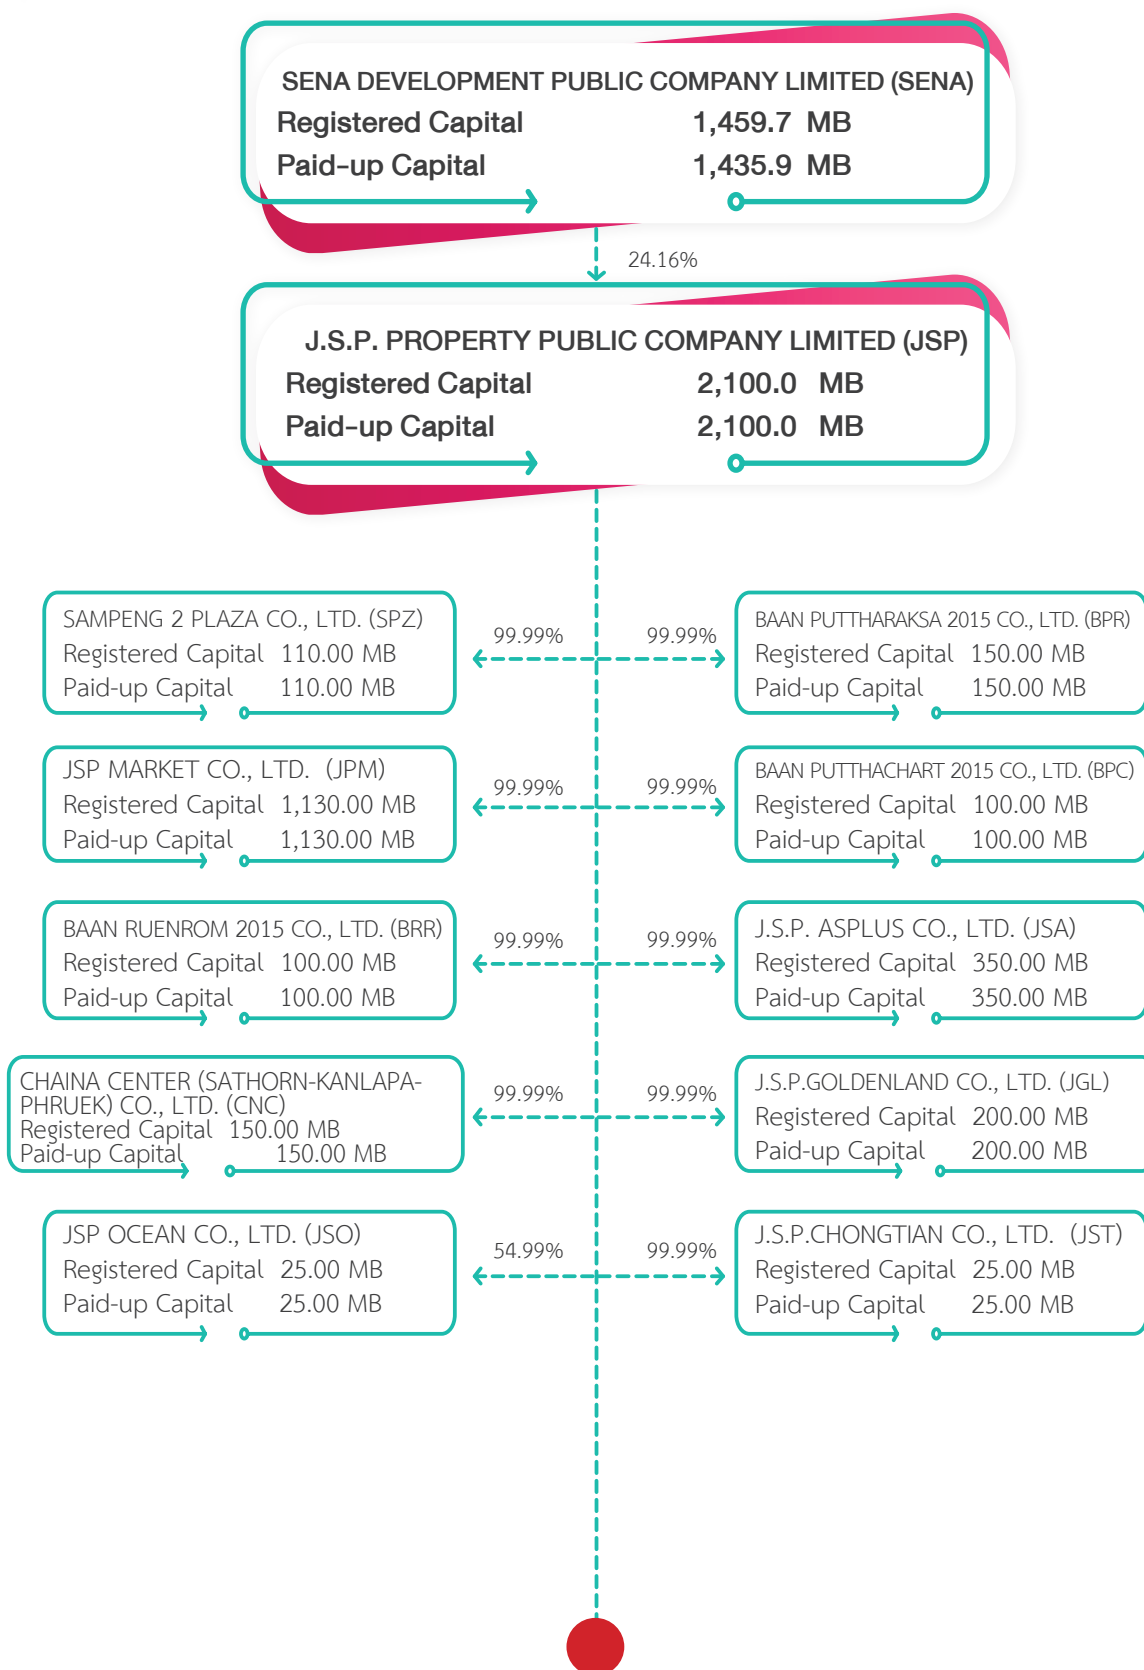 SENA DEVELOPMENT PUBLIC COMPANY LIMITED (SENA)
Registered Capital 1,459.7 MB
Paid-up Capital 1,435.9 MB
24.16%
J.S.P. PROPERTY PUBLIC COMPANY LIMITED (JSP)
Registered Capital 2,100.0 MB
Paid-up Capital 2,100.0 MB
SAMPENG 2 PLAZA CO., LTD. (SPZ)
Registered Capital 110.00 MB
Paid-up Capital 110.00 MB
99.99% 99.99%
BAAN PUTTHARAKSA 2015 CO., LTD. (BPR)
Registered Capital 150.00 MB
Paid-up Capital 150.00 MB
JSP MARKET CO., LTD. (JPM)
Registered Capital 1,130.00 MB
Paid-up Capital 1,130.00 MB
99.99% 99.99%
BAAN PUTTHACHART 2015 CO., LTD. (BPC)
Registered Capital 100.00 MB
Paid-up Capital 100.00 MB
BAAN RUENROM 2015 CO., LTD. (BRR)
Registered Capital 100.00 MB
Paid-up Capital 100.00 MB
99.99% 99.99%
J.S.P. ASPLUS CO., LTD. (JSA)
Registered Capital 350.00 MB
Paid-up Capital 350.00 MB
CHAINA CENTER (SATHORN-KANLAPA-
PHRUEK) CO., LTD. (CNC)
Registered Capital 150.00 MB
Paid-up Capital 150.00 MB
99.99% 99.99%
J.S.P.GOLDENLAND CO., LTD. (JGL)
Registered Capital 200.00 MB
Paid-up Capital 200.00 MB
JSP OCEAN CO., LTD. (JSO)
Registered Capital 25.00 MB
Paid-up Capital 25.00 MB
54.99% 99.99%
J.S.P.CHONGTIAN CO., LTD. (JST)
Registered Capital 25.00 MB
Paid-up Capital 25.00 MB